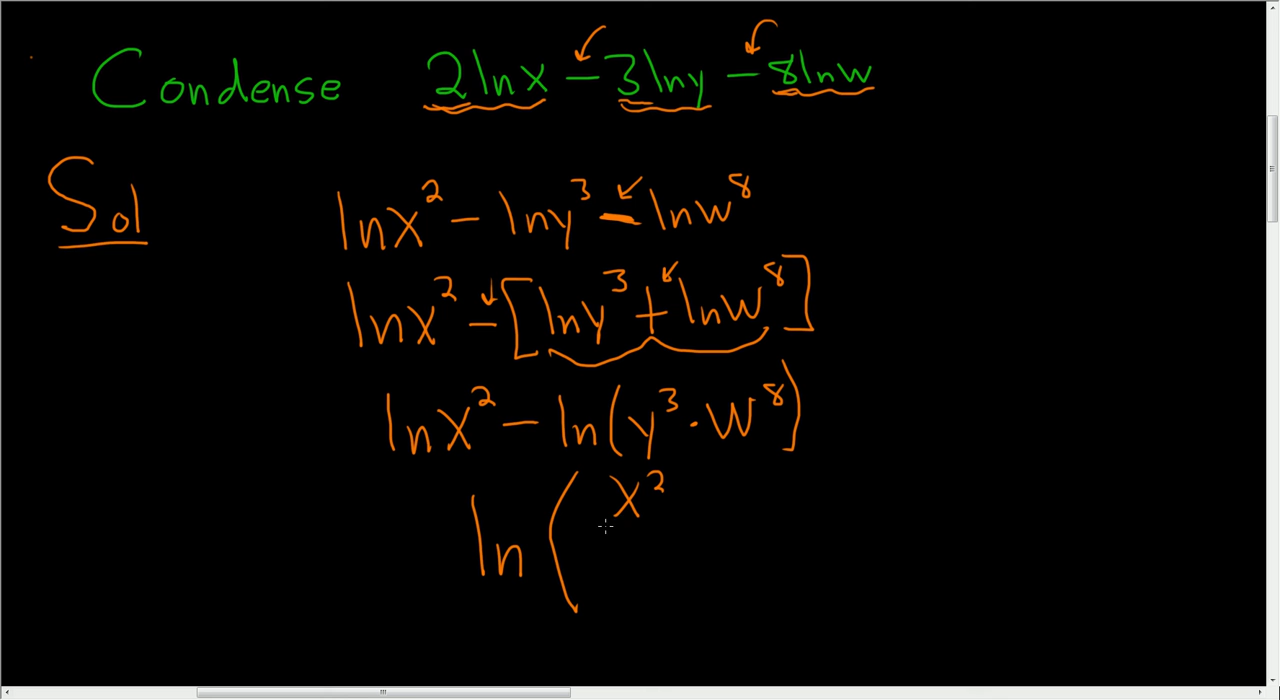 Condense 2lnx - 3lny - 8lnw
Sol
lnx² - lny³ - lnw⁸
lnx² - [lny³ + lnw⁸]
lnx² - ln(y³ · w⁸)
ln( x²